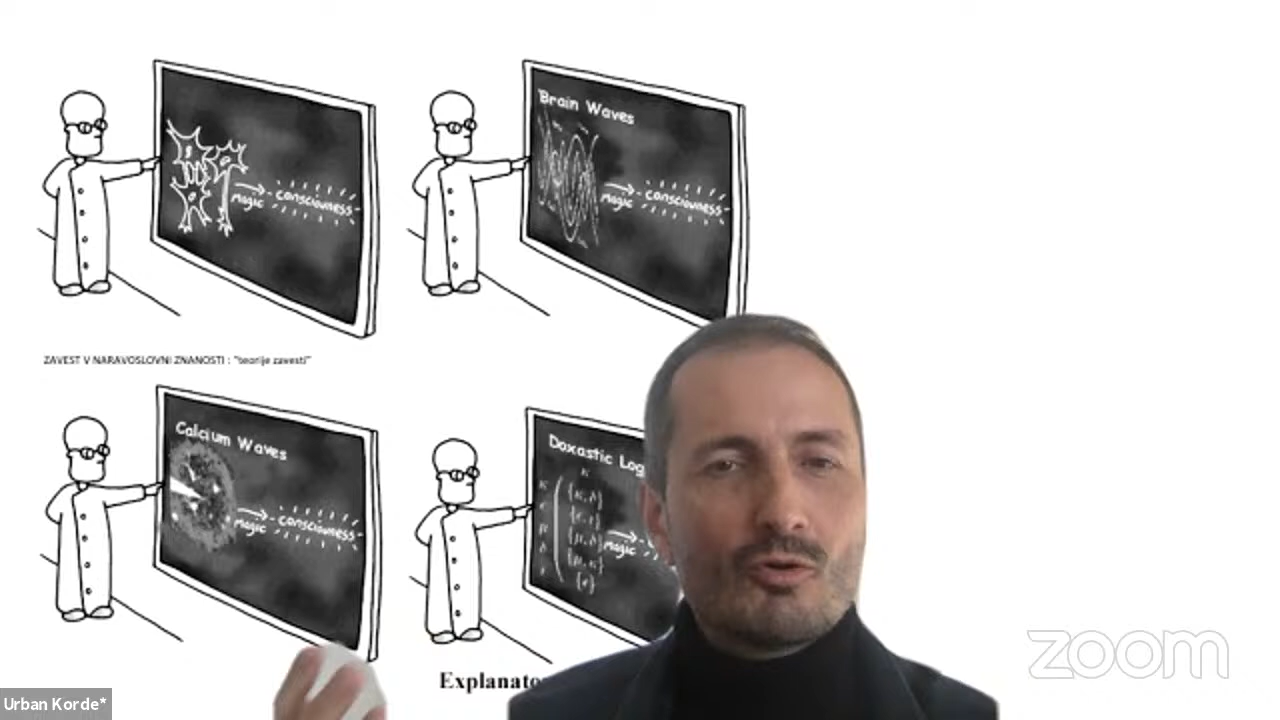 Brain Waves
magic
consciousness
magic
consciousness
ZAVEST V NARAVOSLOVNI ZNANOSTI : "teorije zavesti"
Calcium Waves
Doxastic Log
magic
consciousness
magic
Explanato
zoom
Urban Korde*